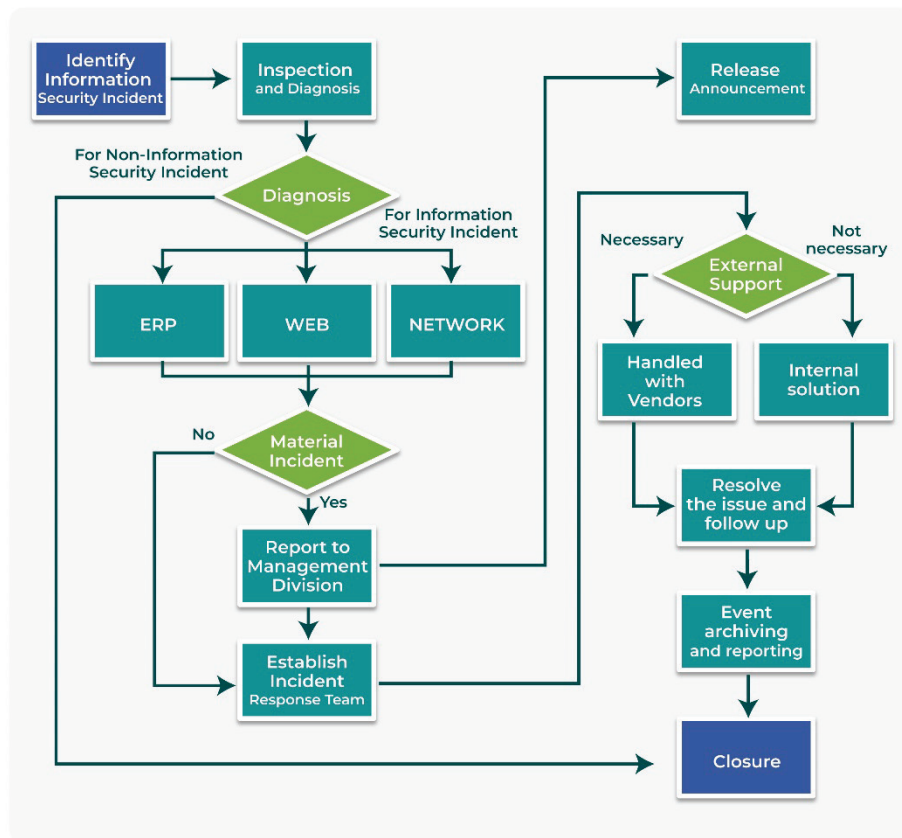 Identify
Information
Security Incident
Inspection
and Diagnosis
Release
Announcement
For Non-Information
Security Incident
Diagnosis
For Information
Security Incident
ERP
WEB
NETWORK
No
Material
Incident
Yes
Report to
Management
Division
Establish
Incident
Response Team
Necessary
Not
necessary
External
Support
Handled
with
Vendors
Internal
solution
Resolve
the issue and
follow up
Event
archiving
and reporting
Closure